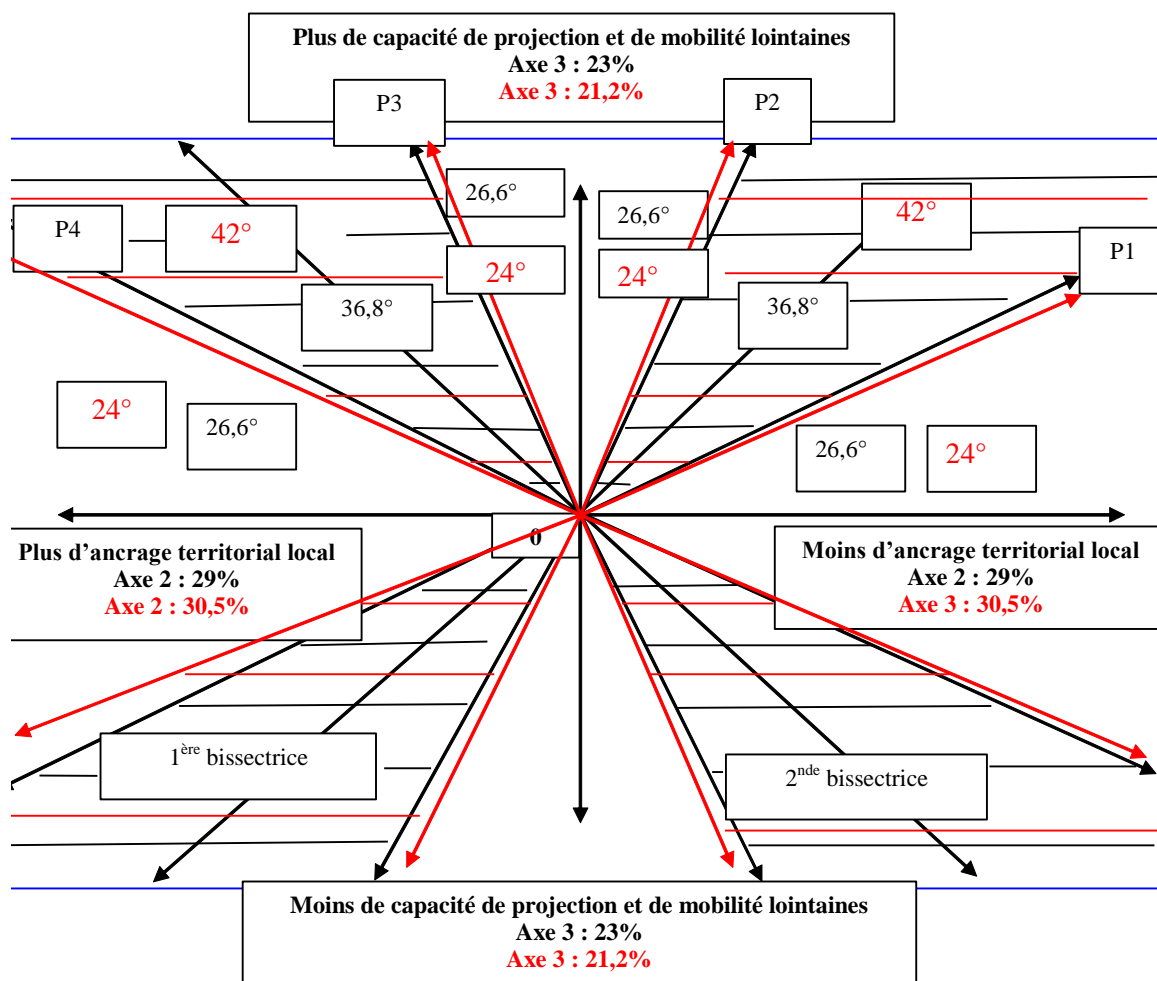 Plus de capacité de projection et de mobilité lointaines
Axe 3 : 23%
Axe 3 : 21,2%
P3
P2
26,6°
26,6°
P4
42°
42°
P1
24°
24°
36,8°
36,8°
24°
26,6°
26,6°
24°
0
Plus d'ancrage territorial local
Axe 2 : 29%
Axe 2 : 30,5%
Moins d'ancrage territorial local
Axe 2 : 29%
Axe 3 : 30,5%
1ère bissectrice
2nde bissectrice
Moins de capacité de projection et de mobilité lointaines
Axe 3 : 23%
Axe 3 : 21,2%